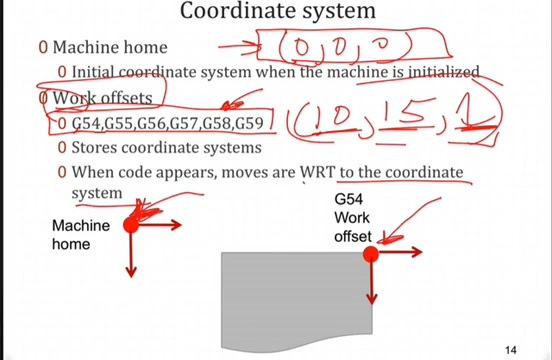 Coordinate system
Machine home
(0, 0, 0)
Initial coordinate system when the machine is initialized
Work offsets
G54,G55,G56,G57,G58,G59
(10, 15, 1)
Stores coordinate systems
When code appears, moves are WRT to the coordinate
system
Machine
home
G54
Work
offset
14